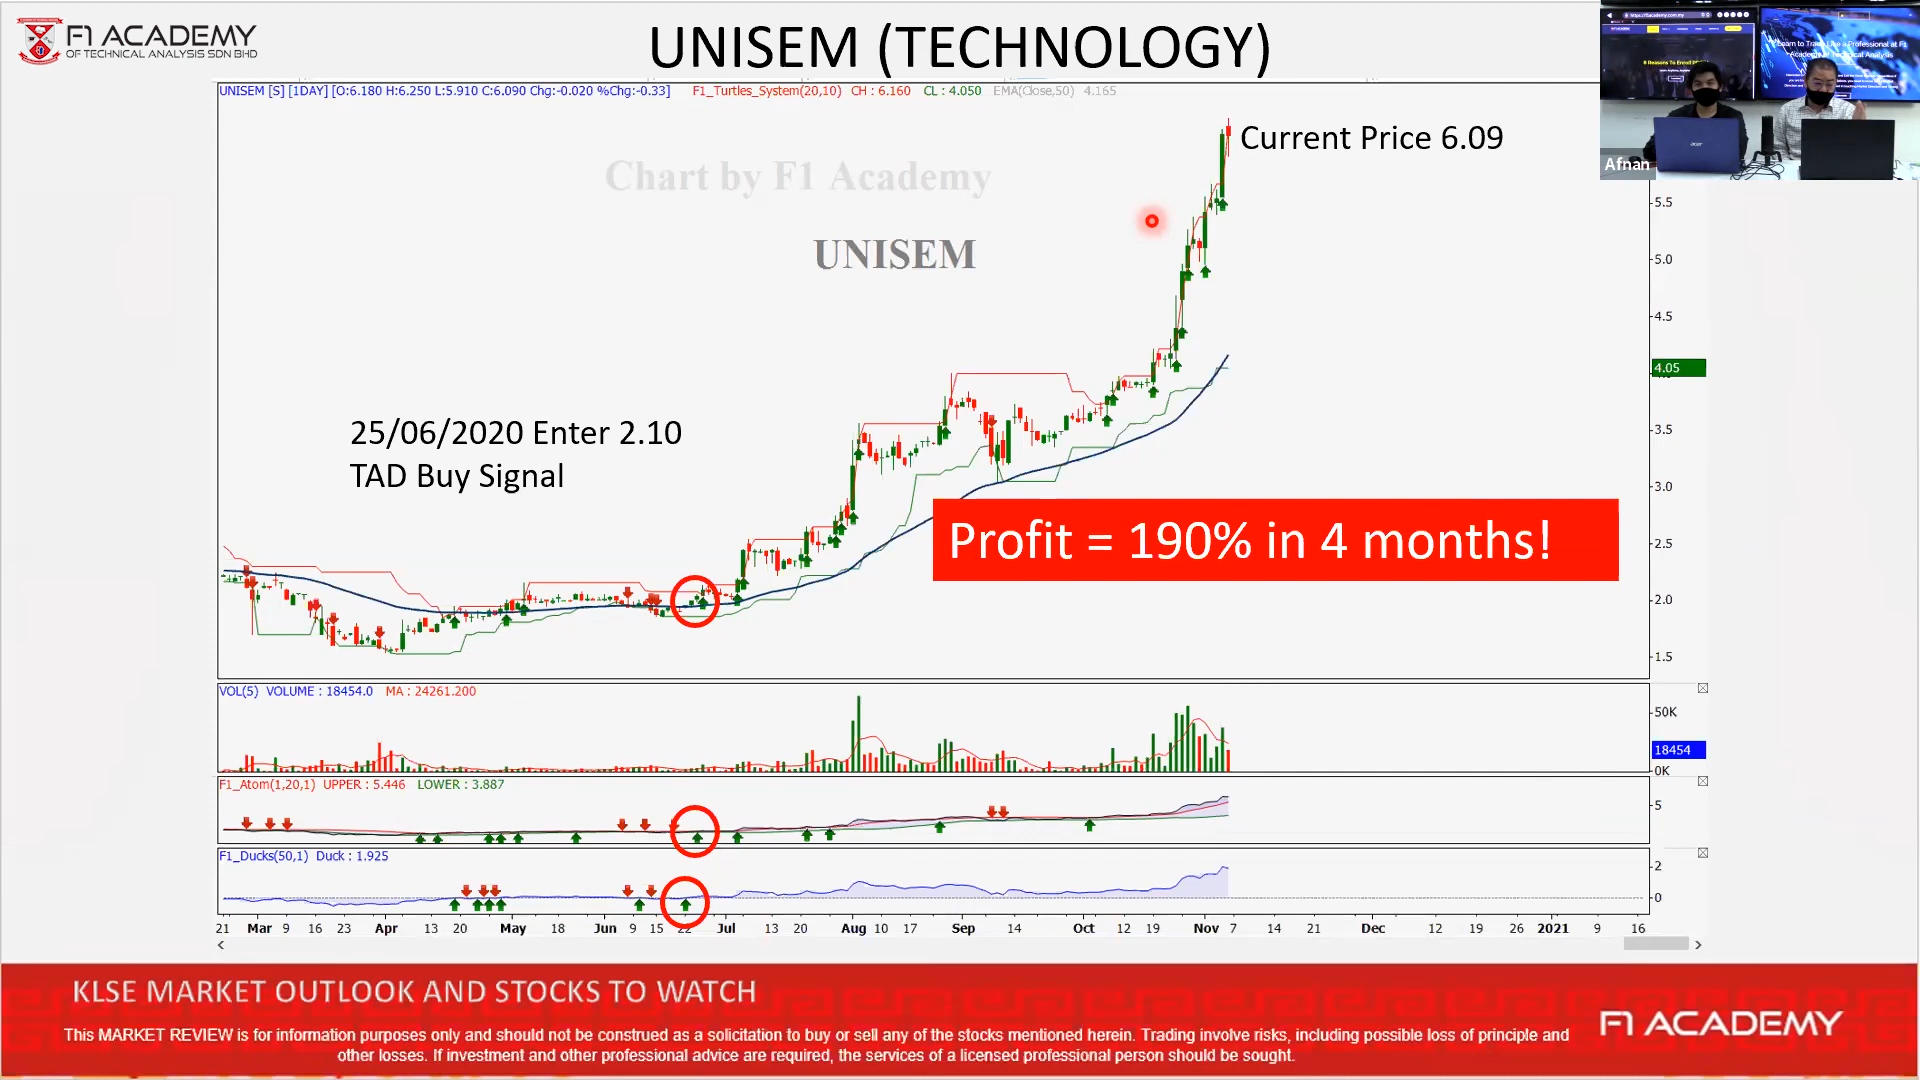 F1 ACADEMY
OF TECHNICAL ANALYSIS SDN BHD
UNISEM (TECHNOLOGY)
Afnan
UNISEM [S] [1DAY] [O:6.180 H:6.250 L:5.910 C:6.090 Chg:-0.020 %Chg:-0.33] F1_Turtles_System(20,10) CH : 6.160 CL : 4.050 EMA(Close,50) 4.165
Current Price 6.09
Chart by F1 Academy
UNISEM
5.5
5.0
4.5
4.05
3.5
3.0
2.5
2.0
1.5
25/06/2020 Enter 2.10
TAD Buy Signal
Profit = 190% in 4 months!
VOL(5) VOLUME : 18454.0 MA : 24261.200
50K
18454
0K
F1_Atom(1,20,1) UPPER : 5.446 LOWER : 3.887
5
F1_Ducks(50,1) Duck : 1.925
2
0
21 Mar 9 16 23 Apr 13 20 May 18 Jun 9 15 22 Jul 13 20 Aug 10 17 Sep 14 Oct 12 19 Nov 7 14 21 Dec 12 19 26 2021 9 16
KLSE MARKET OUTLOOK AND STOCKS TO WATCH
This MARKET REVIEW is for information purposes only and should not be construed as a solicitation to buy or sell any of the stocks mentioned herein. Trading involve risks, including possible loss of principle and
other losses. If investment and other professional advice are required, the services of a licensed professional person should be sought.
F1 ACADEMY